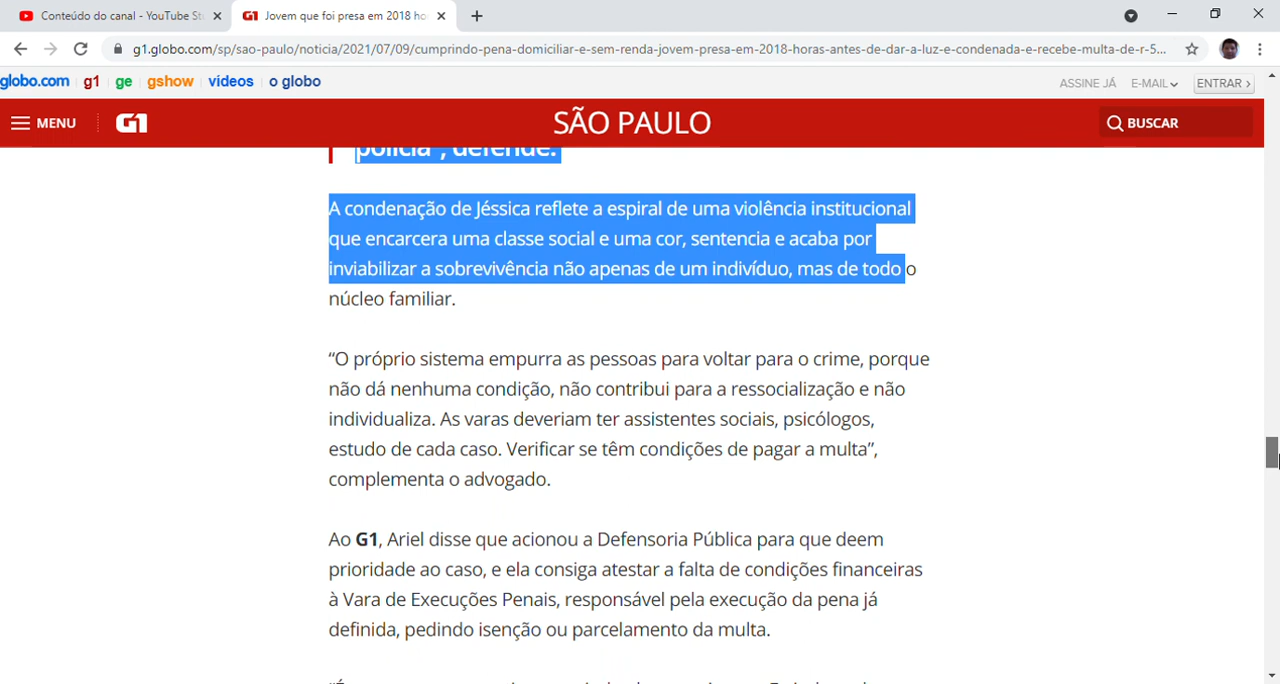 Conteúdo do canal - YouTube St
Jovem que foi presa em 2018 ho
g1.globo.com/sp/sao-paulo/noticia/2021/07/09/cumprindo-pena-domiciliar-e-sem-renda-jovem-presa-em-2018-horas-antes-de-dar-a-luz-e-condenada-e-recebe-multa-de-r-5...
globo.com g1 ge gshow vídeos o globo
ASSINE JÁ E-MAIL ENTRAR ›
MENU G1 SÃO PAULO BUSCAR
polícia", defende.
A condenação de Jéssica reflete a espiral de uma violência institucional
que encarcera uma classe social e uma cor, sentencia e acaba por
inviabilizar a sobrevivência não apenas de um indivíduo, mas de todo o
núcleo familiar.
“O próprio sistema empurra as pessoas para voltar para o crime, porque
não dá nenhuma condição, não contribui para a ressocialização e não
individualiza. As varas deveriam ter assistentes sociais, psicólogos,
estudo de cada caso. Verificar se têm condições de pagar a multa”,
complementa o advogado.
Ao G1, Ariel disse que acionou a Defensoria Pública para que deem
prioridade ao caso, e ela consiga atestar a falta de condições financeiras
à Vara de Execuções Penais, responsável pela execução da pena já
definida, pedindo isenção ou parcelamento da multa.